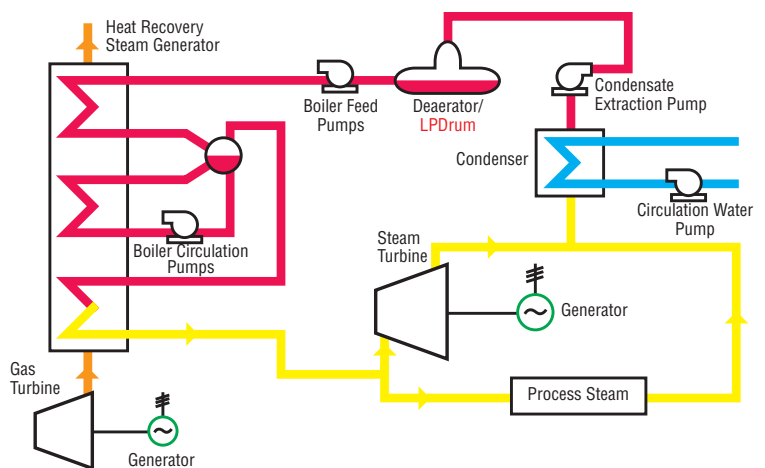 Heat Recovery
Steam Generator
Boiler Feed
Pumps
Deaerator/
LPDrum
Condensate
Extraction Pump
Condenser
Circulation Water
Pump
Boiler Circulation
Pumps
Steam
Turbine
Generator
Gas
Turbine
Process Steam
Generator